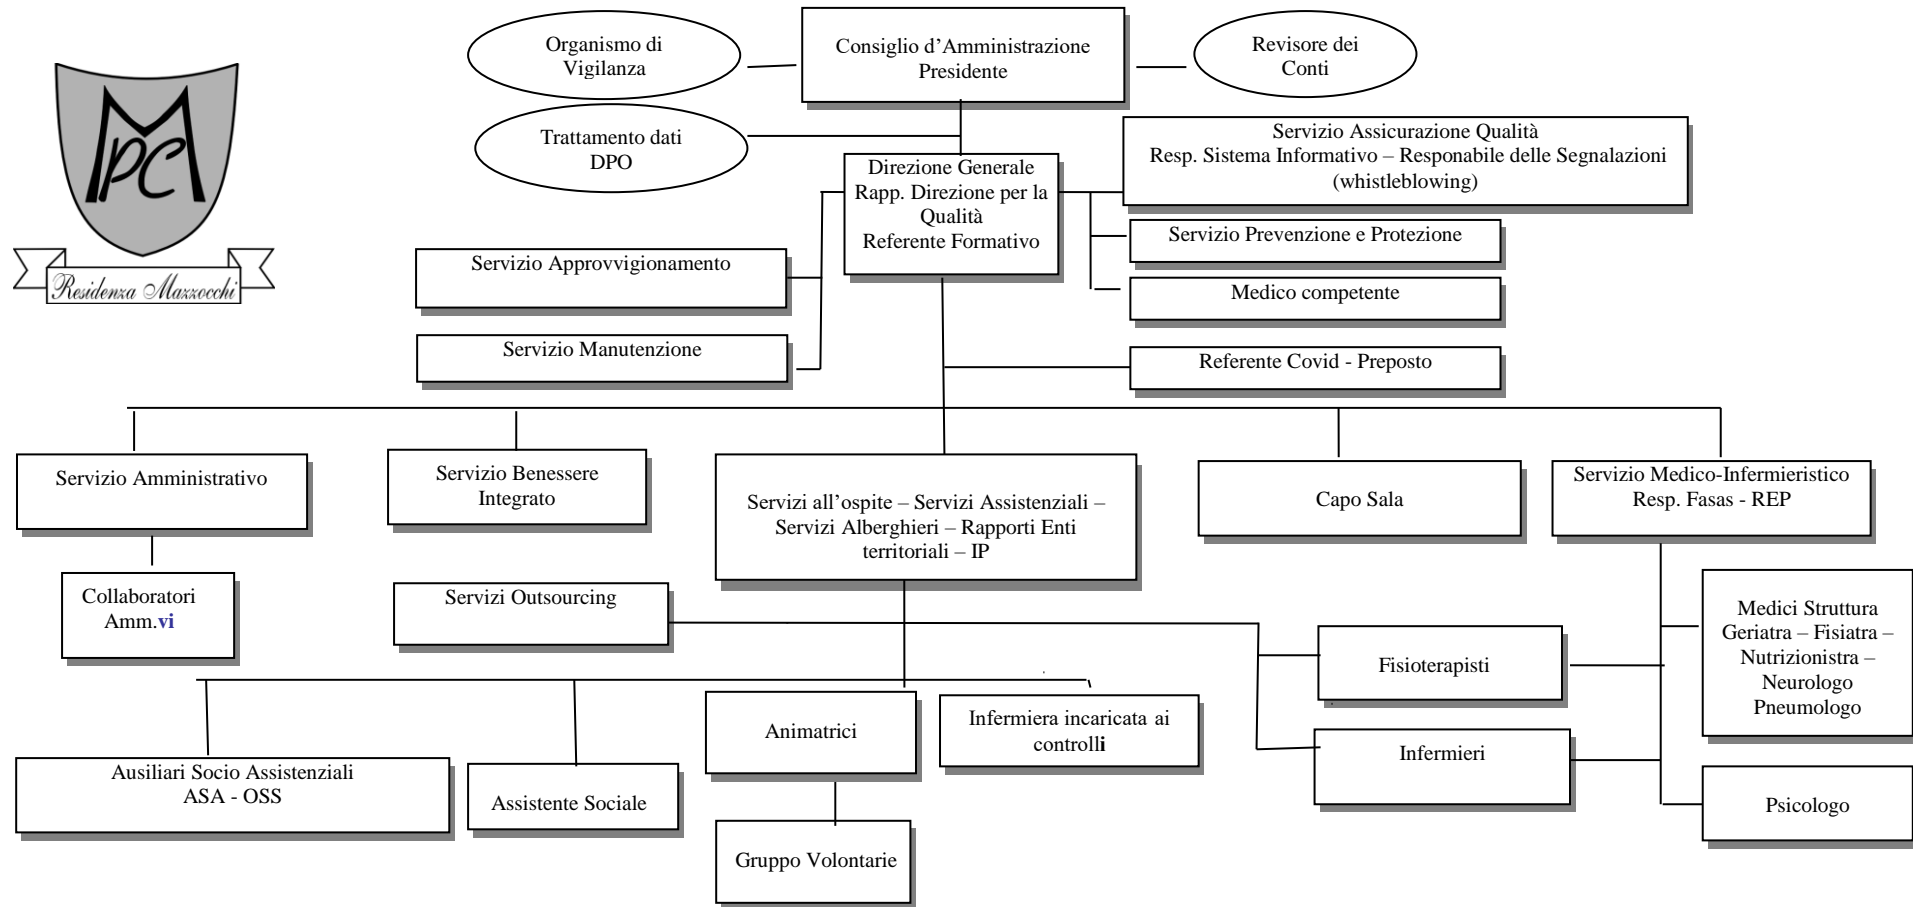 Organismo di
Vigilanza
Consiglio d'Amministrazione
Presidente
Revisore dei
Conti
MPC
Residenza Mazzocchi
Trattamento dati
DPO
Direzione Generale
Rapp. Direzione per la
Qualità
Referente Formativo
Servizio Assicurazione Qualità
Resp. Sistema Informativo – Responabile delle Segnalazioni
(whistleblowing)
Servizio Approvvigionamento
Servizio Prevenzione e Protezione
Medico competente
Servizio Manutenzione
Referente Covid - Preposto
Servizio Amministrativo
Servizio Benessere
Integrato
Servizi all'ospite – Servizi Assistenziali –
Servizi Alberghieri – Rapporti Enti
territoriali – IP
Capo Sala
Servizio Medico-Infermieristico
Resp. Fasas - REP
Collaboratori
Amm.vi
Servizi Outsourcing
Fisioterapisti
Medici Struttura
Geriatra – Fisiatra –
Nutrizionistra –
Neurologo
Pneumologo
Animatrici
Infermiera incaricata ai
controlli
Infermieri
Ausiliari Socio Assistenziali
ASA - OSS
Assistente Sociale
Psicologo
Gruppo Volontarie